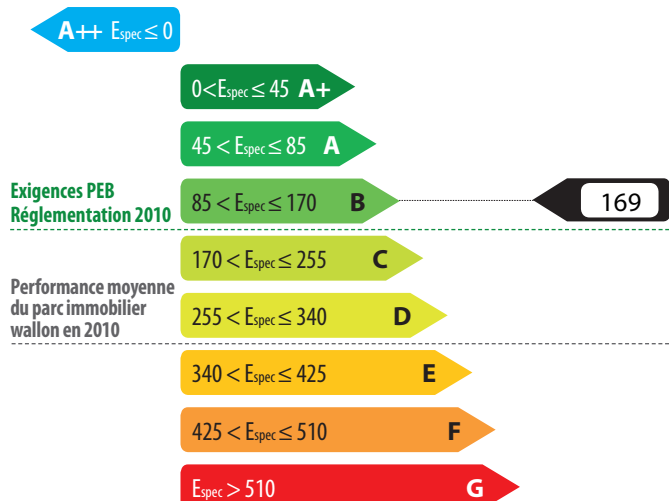 A++ Espec ≤ 0
0<Espec ≤ 45 A+
45 < Espec ≤ 85 A
Exigences PEB
Réglementation 2010
85 < Espec ≤ 170 B
169
170 < Espec ≤ 255 C
Performance moyenne
du parc immobilier
wallon en 2010
255 < Espec ≤ 340 D
340 < Espec ≤ 425 E
425 < Espec ≤ 510 F
Espec > 510 G